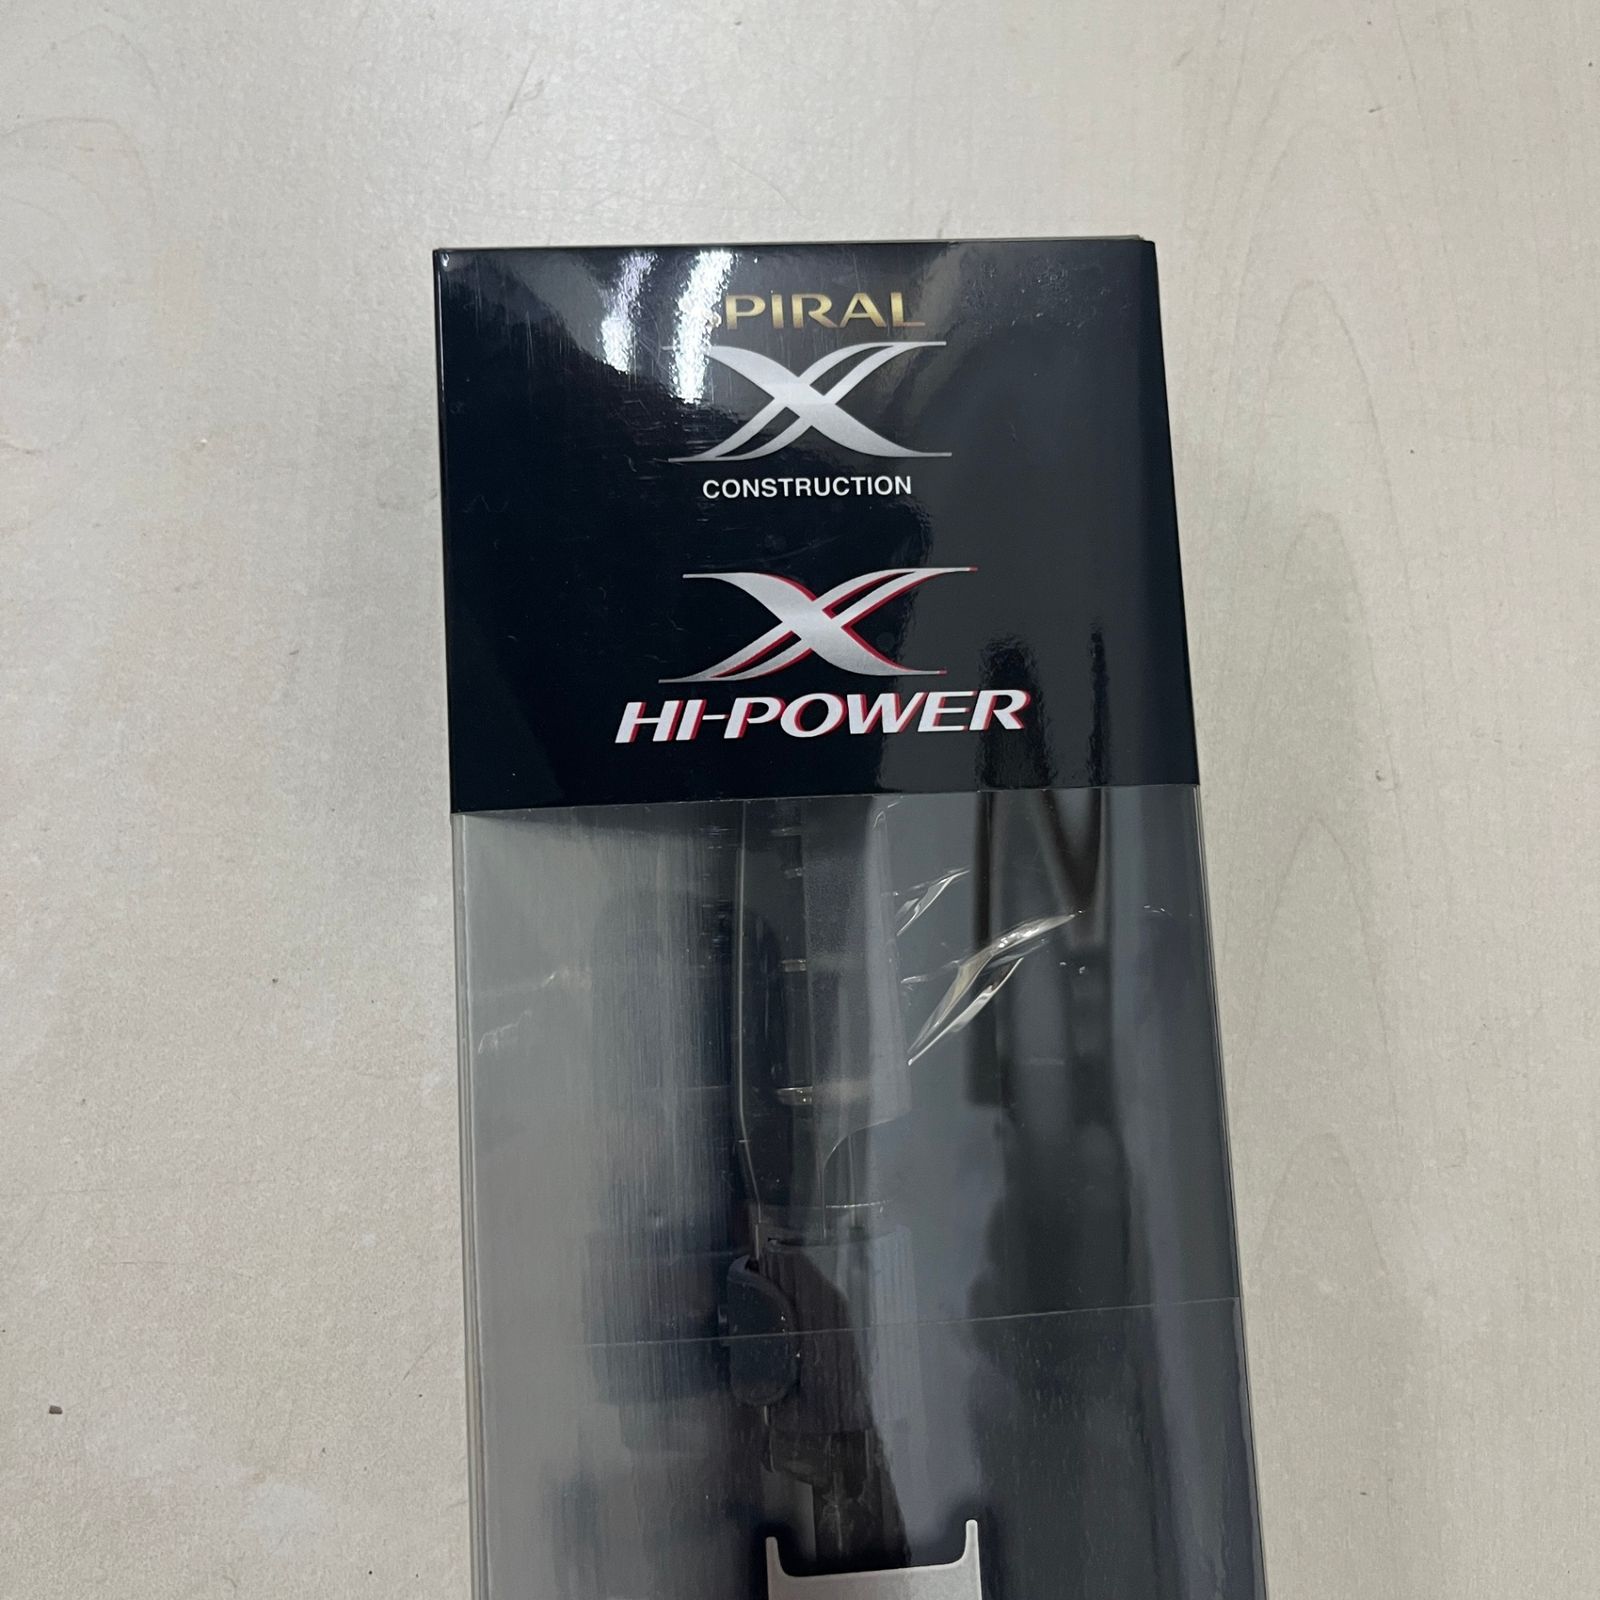 SPIRAL
X
CONSTRUCTION
X
HI-POWER